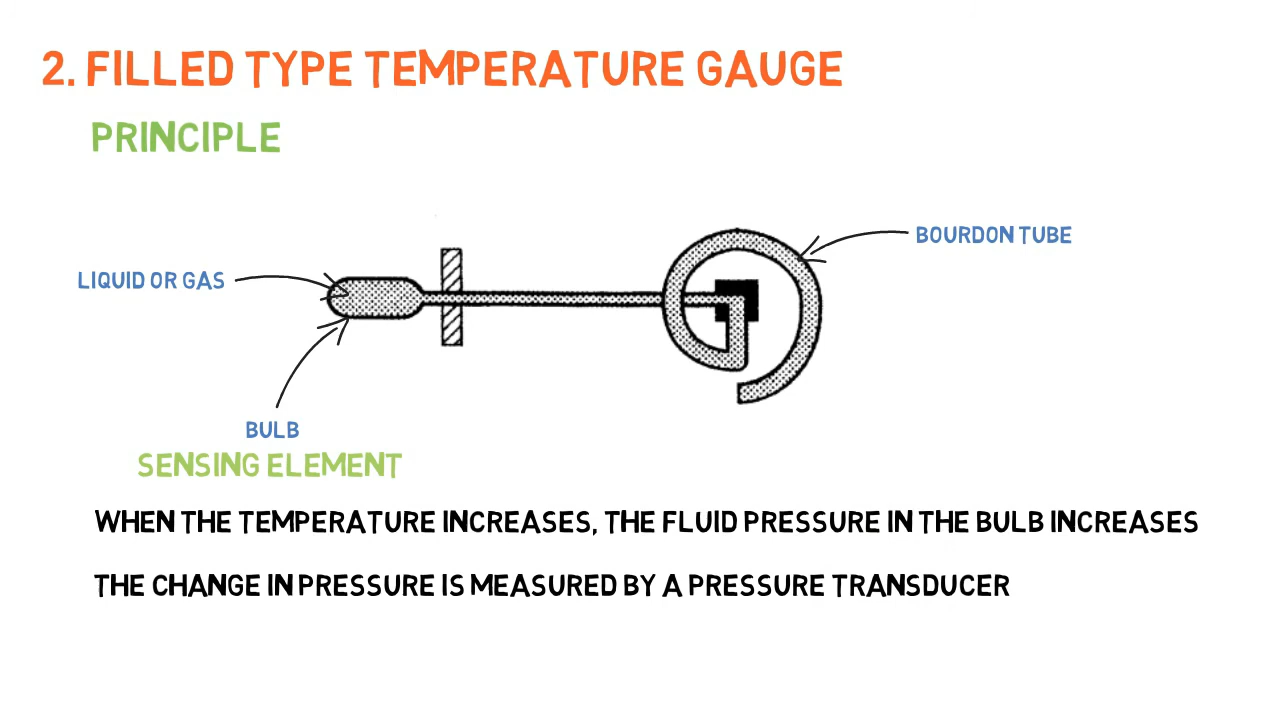 2. FILLED TYPE TEMPERATURE GAUGE
PRINCIPLE
BOURDON TUBE
LIQUID OR GAS
BULB
SENSING ELEMENT
WHEN THE TEMPERATURE INCREASES, THE FLUID PRESSURE IN THE BULB INCREASES
THE CHANGE IN PRESSURE IS MEASURED BY A PRESSURE TRANSDUCER